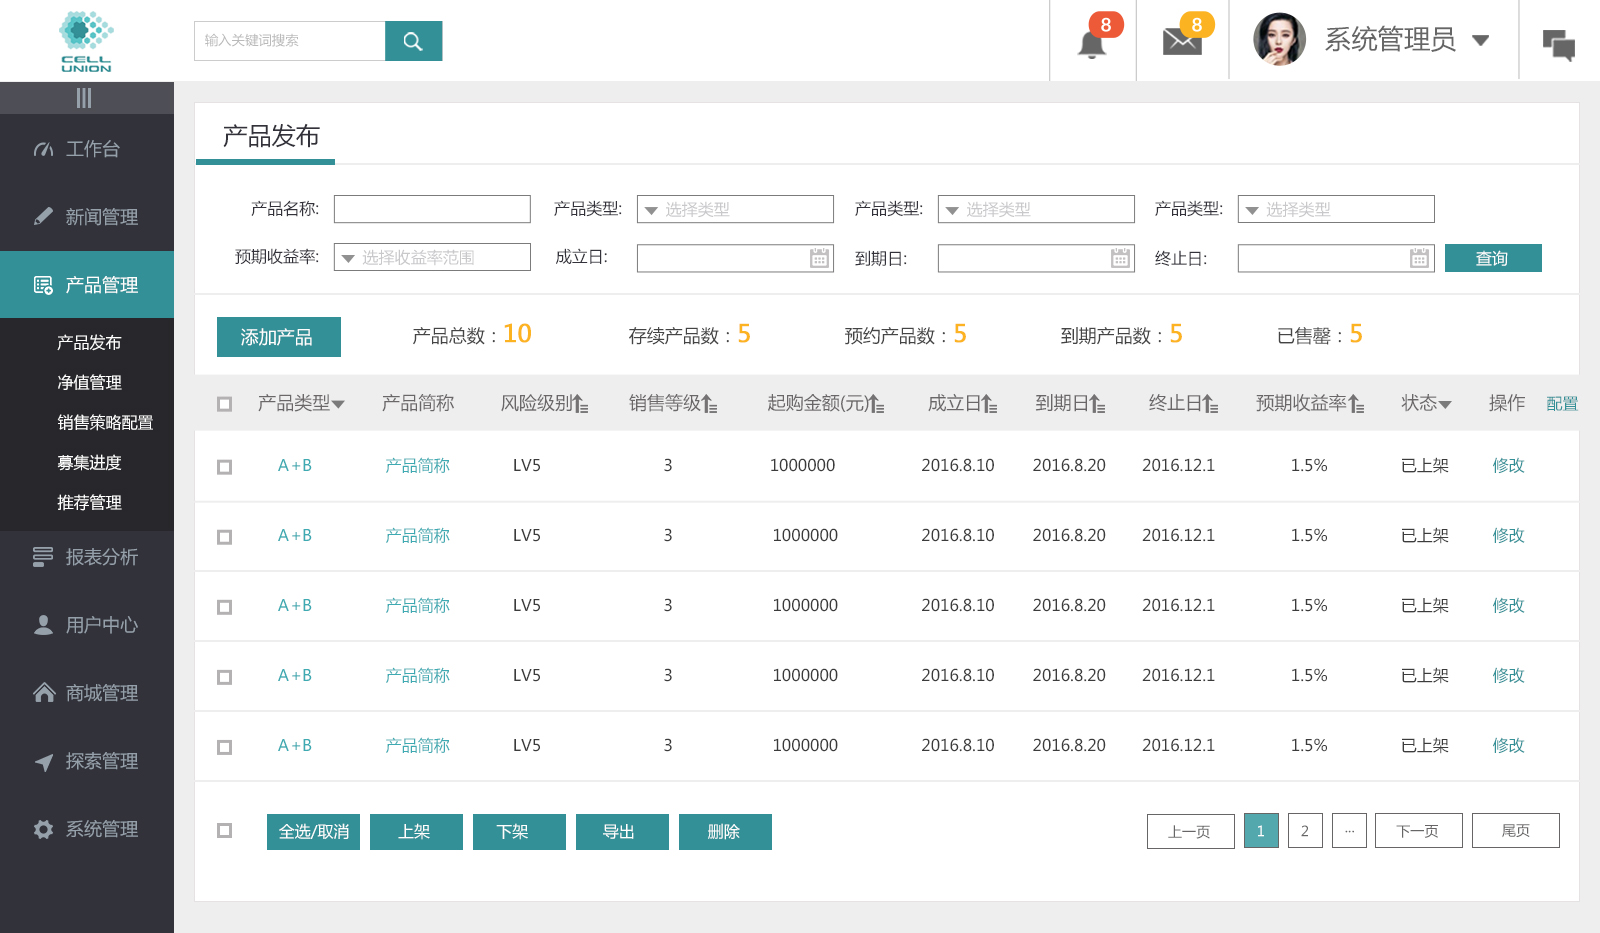 CELL
UNION
输入关键词搜索
8
8
系统管理员
工作台
新闻管理
产品管理
产品发布
净值管理
销售策略配置
募集进度
推荐管理
报表分析
用户中心
商城管理
探索管理
系统管理
产品发布
产品名称: 产品类型: 选择类型 产品类型: 选择类型 产品类型: 选择类型
预期收益率: 选择收益率范围 成立日: 到期日: 终止日: 查询
添加产品 产品总数：10 存续产品数：5 预约产品数：5 到期产品数：5 已售罄：5
产品类型 产品简称 风险级别 销售等级 起购金额(元) 成立日 到期日 终止日 预期收益率 状态 操作 配置
A+B 产品简称 LV5 3 1000000 2016.8.10 2016.8.20 2016.12.1 1.5% 已上架 修改
A+B 产品简称 LV5 3 1000000 2016.8.10 2016.8.20 2016.12.1 1.5% 已上架 修改
A+B 产品简称 LV5 3 1000000 2016.8.10 2016.8.20 2016.12.1 1.5% 已上架 修改
A+B 产品简称 LV5 3 1000000 2016.8.10 2016.8.20 2016.12.1 1.5% 已上架 修改
A+B 产品简称 LV5 3 1000000 2016.8.10 2016.8.20 2016.12.1 1.5% 已上架 修改
全选/取消 上架 下架 导出 删除 上一页 1 2 ... 下一页 尾页